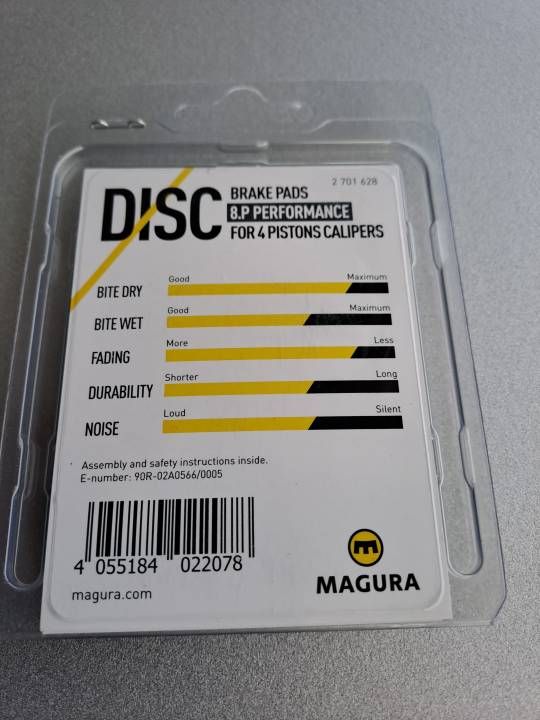 2 701 628
DISC
BRAKE PADS
8.P PERFORMANCE
FOR 4 PISTONS CALIPERS
BITE DRY
Good Maximum
BITE WET
Good Maximum
FADING
More Less
DURABILITY
Shorter Long
NOISE
Loud Silent
Assembly and safety instructions inside.
E-number: 90R-02A0566/0005
4 055184 022078
magura.com
MAGURA